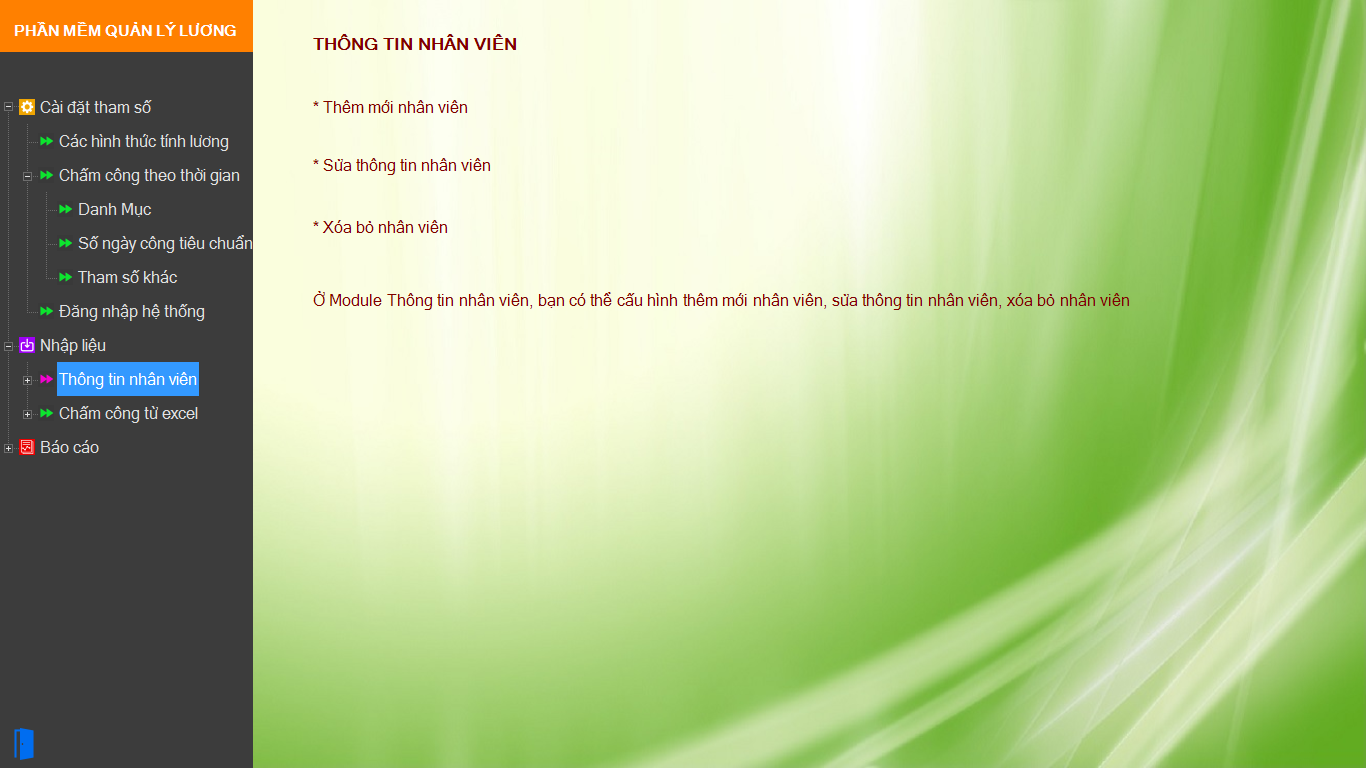 PHẦN MỀM QUẢN LÝ LƯƠNG
Cài đặt tham số
Các hình thức tính lương
Chấm công theo thời gian
Danh Mục
Số ngày công tiêu chuẩn
Tham số khác
Đăng nhập hệ thống
Nhập liệu
Thông tin nhân viên
Chấm công từ excel
Báo cáo
THÔNG TIN NHÂN VIÊN
* Thêm mới nhân viên
* Sửa thông tin nhân viên
* Xóa bỏ nhân viên
Ở Module Thông tin nhân viên, bạn có thể cấu hình thêm mới nhân viên, sửa thông tin nhân viên, xóa bỏ nhân viên